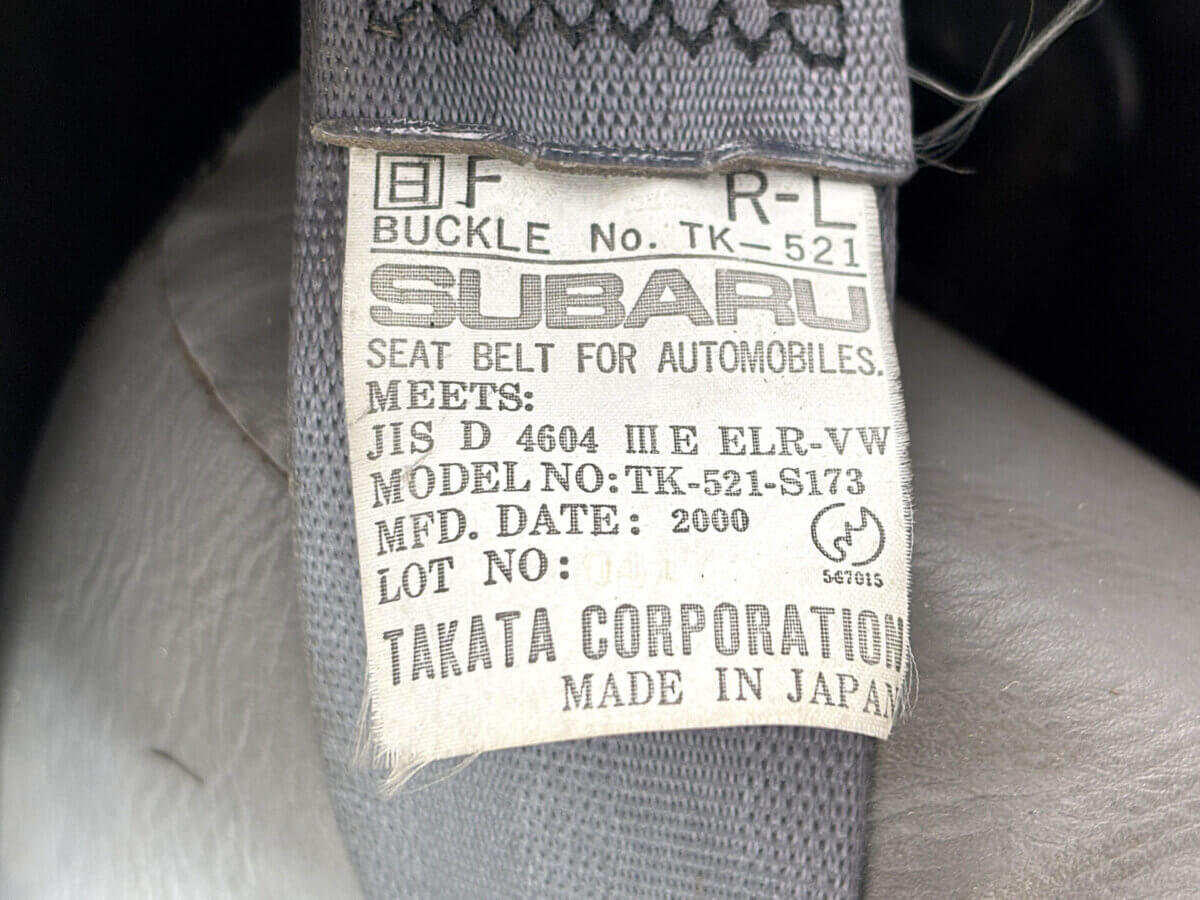 日 F R-L
BUCKLE No. TK-521
SUBARU
SEAT BELT FOR AUTOMOBILES.
MEETS:
JIS D 4604 III E ELR-VW
MODEL NO: TK-521-S173
MFD. DATE: 2000
567015
LOT NO:
TAKATA CORPORATION
MADE IN JAPAN